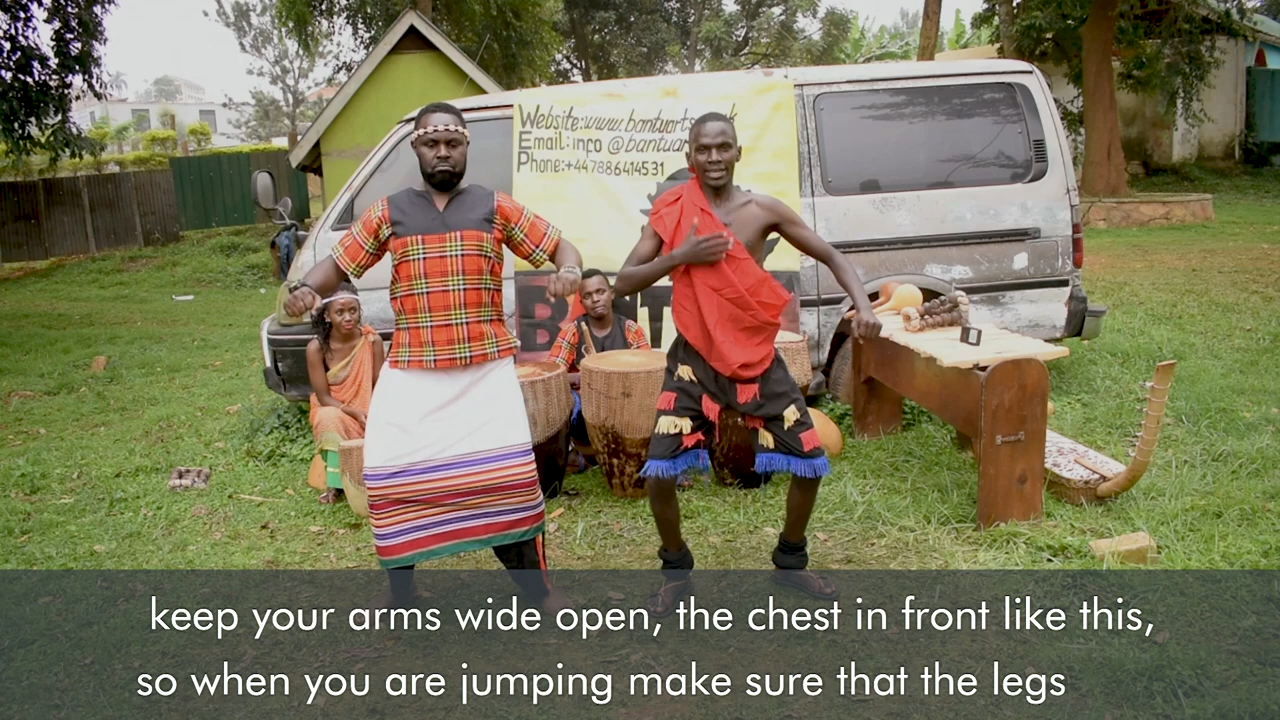 Website:www.bantuarts
Email: info @bantuar
Phone:+447886414531
keep your arms wide open, the chest in front like this,
so when you are jumping make sure that the legs